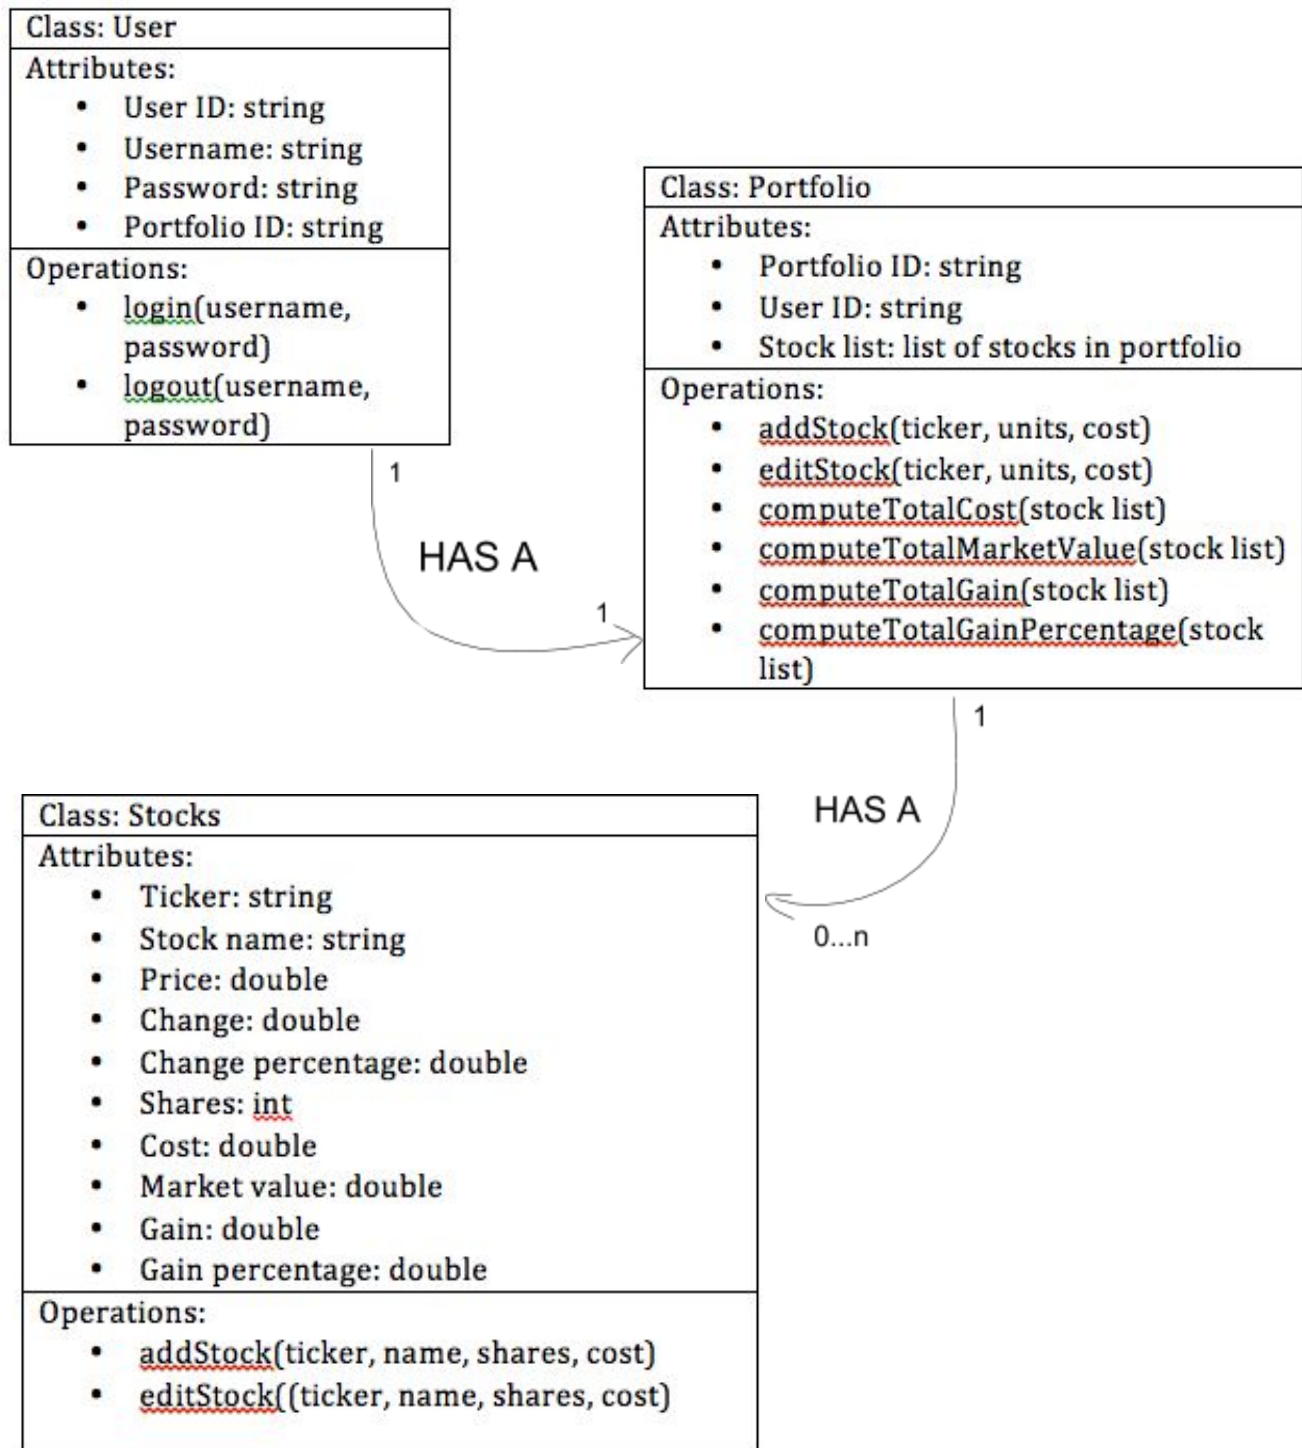 Class: User
Attributes:
• User ID: string
• Username: string
• Password: string
• Portfolio ID: string
Operations:
• login(username,
password)
• logout(username,
password)
1
HAS A
1
Class: Portfolio
Attributes:
• Portfolio ID: string
• User ID: string
• Stock list: list of stocks in portfolio
Operations:
• addStock(ticker, units, cost)
• editStock(ticker, units, cost)
• computeTotalCost(stock list)
• computeTotalMarketValue(stock list)
• computeTotalGain(stock list)
• computeTotalGainPercentage(stock
list)
1
HAS A
0...n
Class: Stocks
Attributes:
• Ticker: string
• Stock name: string
• Price: double
• Change: double
• Change percentage: double
• Shares: int
• Cost: double
• Market value: double
• Gain: double
• Gain percentage: double
Operations:
• addStock(ticker, name, shares, cost)
• editStock((ticker, name, shares, cost)